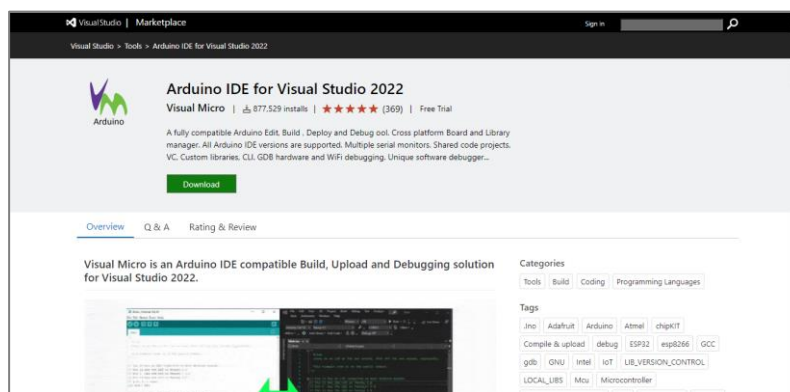 Visual Studio | Marketplace
Sign in
Visual Studio > Tools > Arduino IDE for Visual Studio 2022
Arduino
Arduino IDE for Visual Studio 2022
Visual Micro | 877,529 installs | ★★★★★ (369) | Free Trial
A fully compatible Arduino Edit, Build , Deploy and Debug ool. Cross platform Board and Library
manager. All Arduino IDE versions are supported. Multiple serial monitors. Shared code projects,
VC, Custom libraries, CLI. GDB hardware and WiFi debugging. Unique software debugger...
Download
Overview Q & A Rating & Review
Visual Micro is an Arduino IDE compatible Build, Upload and Debugging solution
for Visual Studio 2022.
Categories
Tools Build Coding Programming Languages
Tags
.Ino Adafruit Arduino Atmel chipKIT
Compile & upload debug ESP32 esp8266 GCC
gdb GNU Intel IoT LIB_VERSION_CONTROL
LOCAL_LIBS Mcu Microcontroller